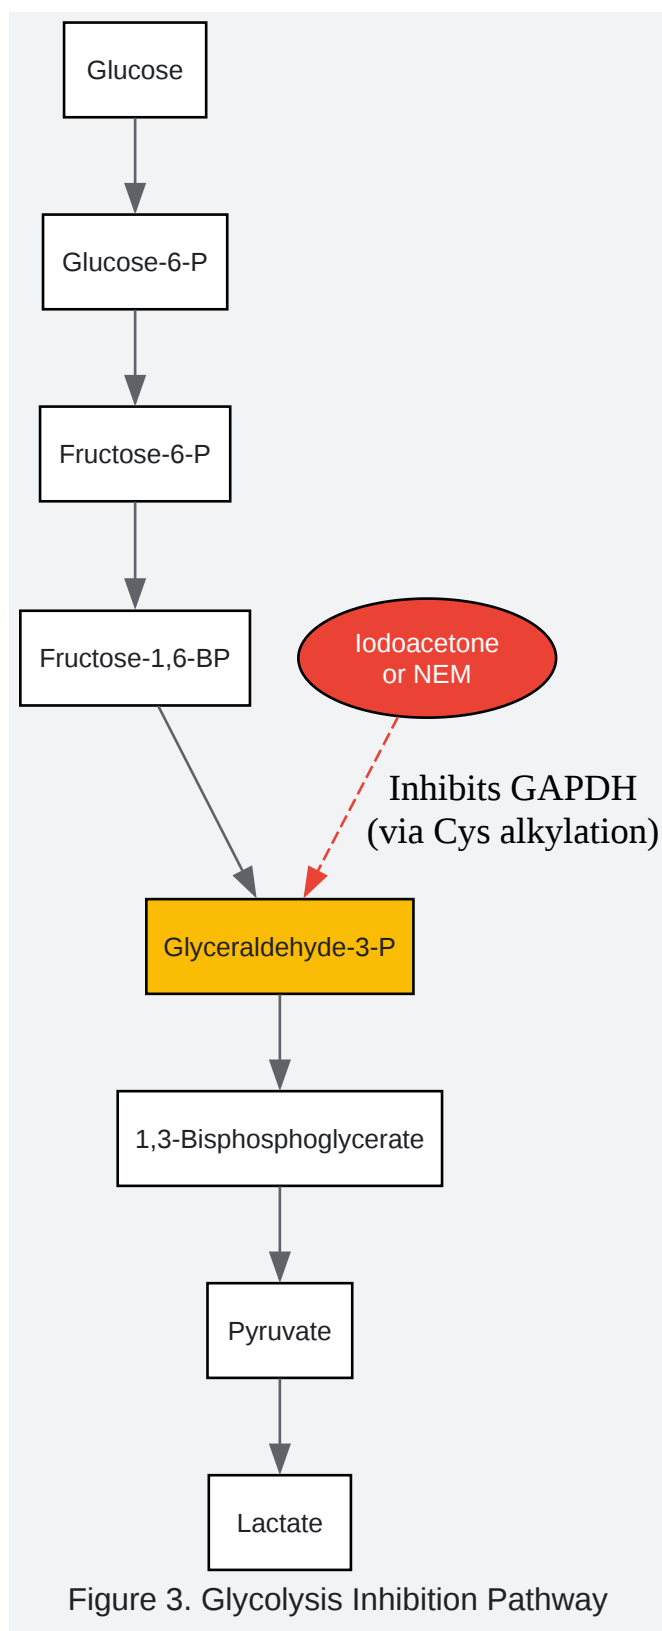 Glucose
Glucose-6-P
Fructose-6-P
Fructose-1,6-BP
Iodoacetone
or NEM
Inhibits GAPDH
(via Cys alkylation)
Glyceraldehyde-3-P
1,3-Bisphosphoglycerate
Pyruvate
Lactate
Figure 3. Glycolysis Inhibition Pathway